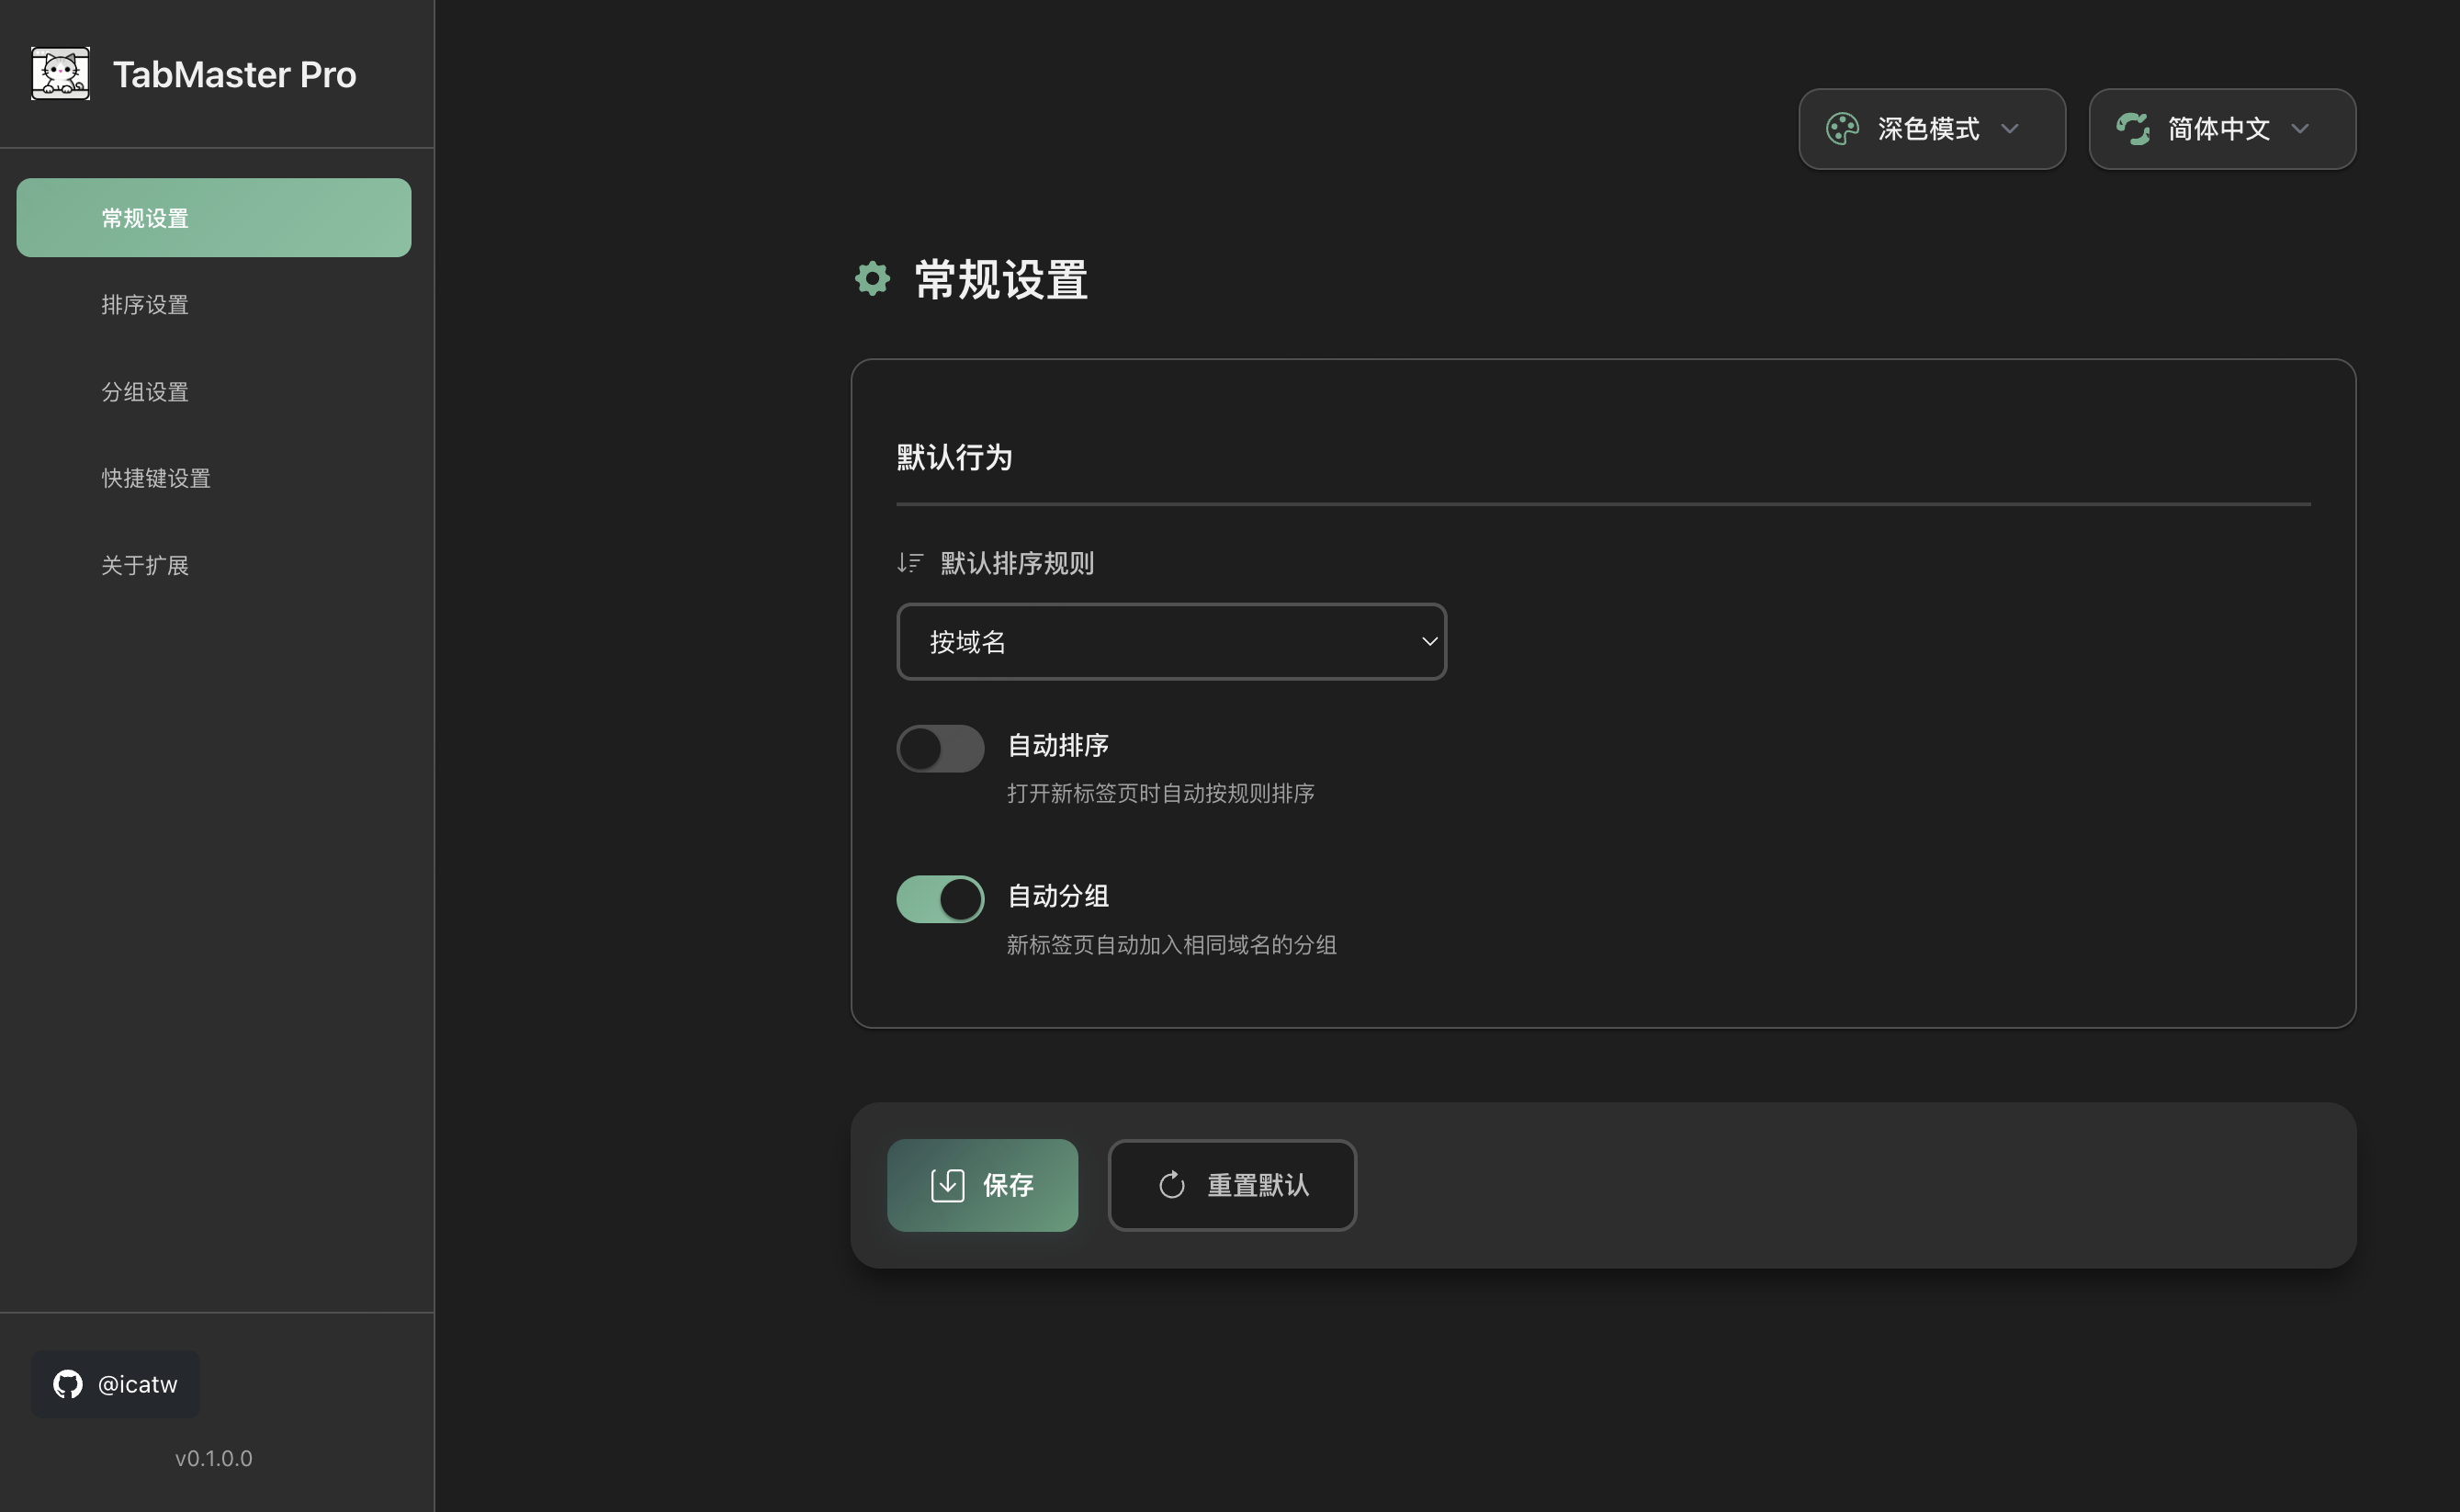 TabMaster Pro
常规设置
排序设置
分组设置
快捷键设置
关于扩展
@icatw
v0.1.0.0
深色模式
简体中文
常规设置
默认行为
默认排序规则
按域名
自动排序
打开新标签页时自动按规则排序
自动分组
新标签页自动加入相同域名的分组
保存
重置默认